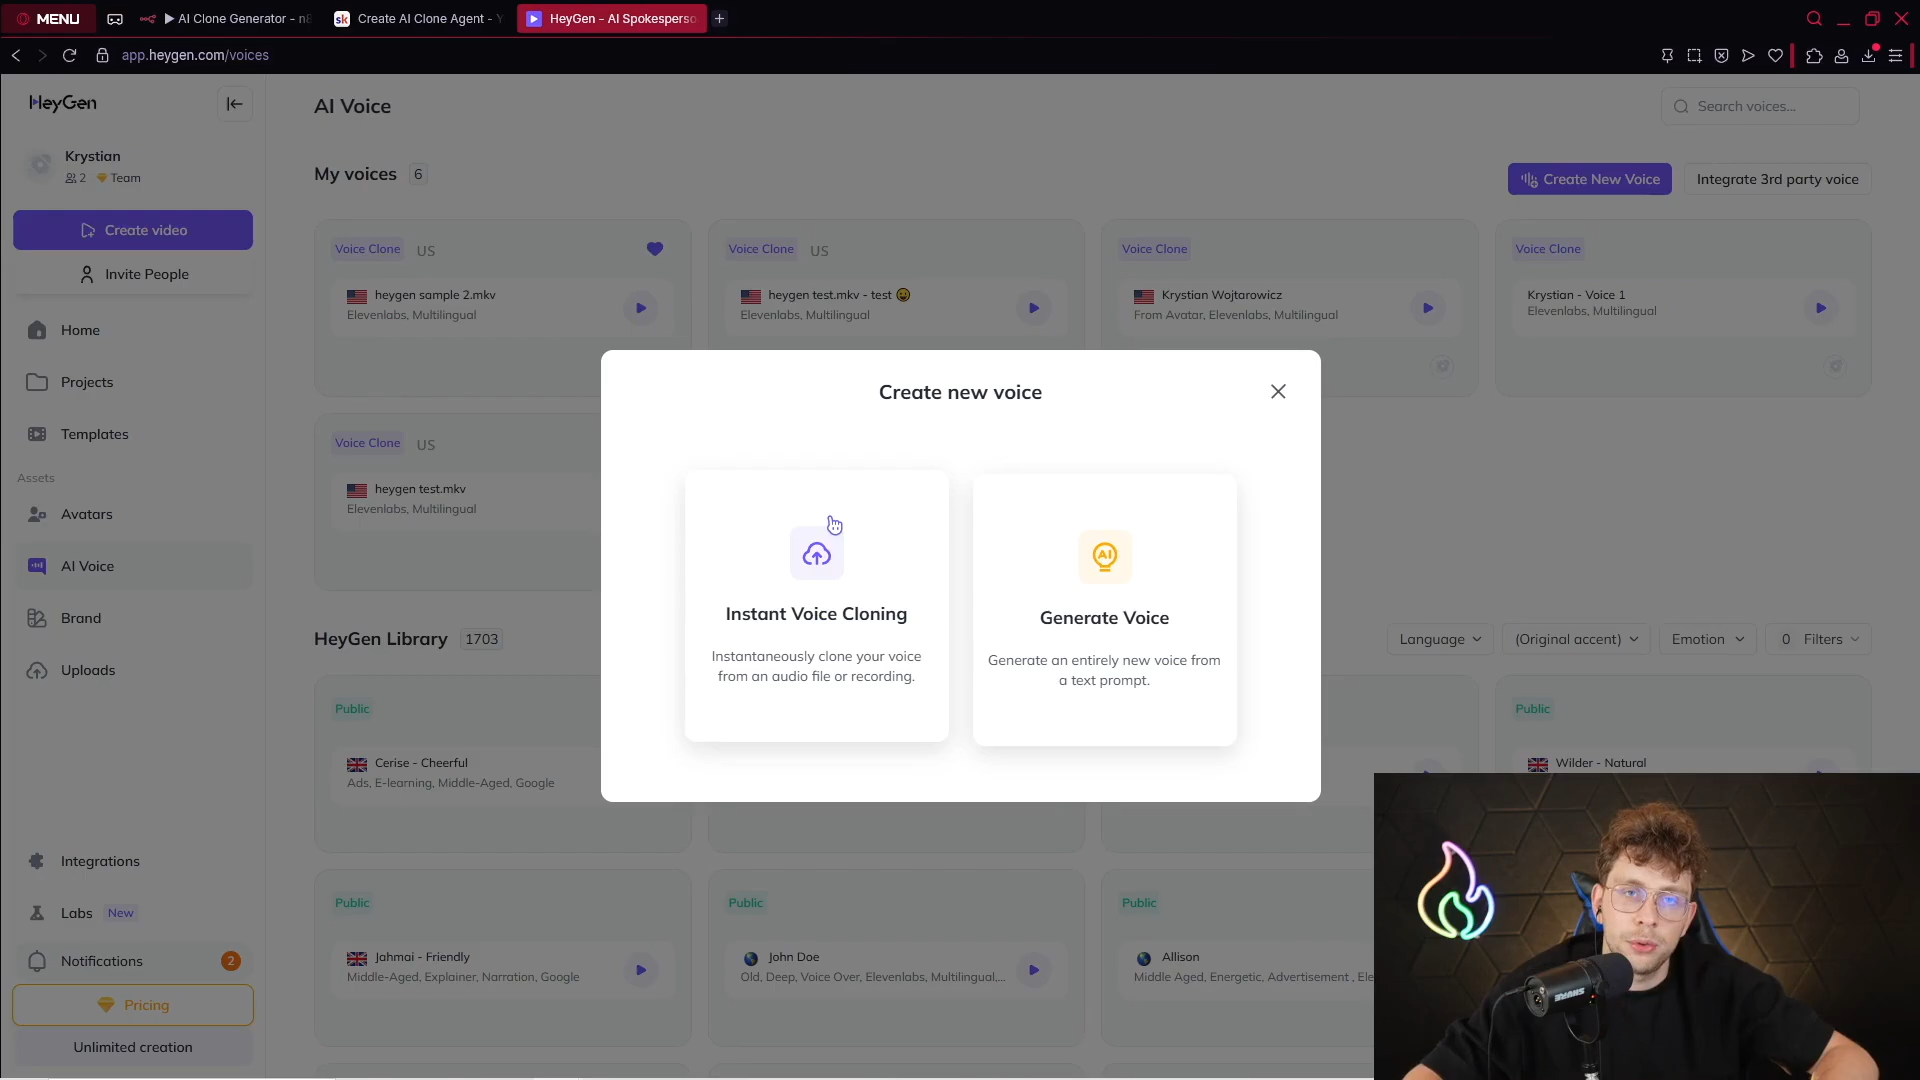 MENU
AI Clone Generator - n8
sk
Create AI Clone Agent - Y
HeyGen - AI Spokesperso
app.heygen.com/voices
HeyGen
Krystian
2 Team
Create video
Invite People
Home
Projects
Templates
Assets
Avatars
AI Voice
Brand
Uploads
Integrations
Labs New
Notifications 2
Pricing
Unlimited creation
AI Voice
Search voices...
My voices 6
Create New Voice
Integrate 3rd party voice
Voice Clone US
heygen sample 2.mkv
Elevenlabs, Multilingual
Voice Clone US
heygen test.mkv - test 😀
Elevenlabs, Multilingual
Voice Clone
Krystian Wojtarowicz
From Avatar, Elevenlabs, Multilingual
Voice Clone
Krystian - Voice 1
Elevenlabs, Multilingual
Voice Clone US
heygen test.mkv
Elevenlabs, Multilingual
Create new voice
Instant Voice Cloning
Instantaneously clone your voice
from an audio file or recording.
AI
Generate Voice
Generate an entirely new voice from
a text prompt.
HeyGen Library 1703
Language
(Original accent)
Emotion
0 Filters
Public
Cerise - Cheerful
Ads, E-learning, Middle-Aged, Google
Public
Wilder - Natural
Public
Jahmai - Friendly
Middle-Aged, Explainer, Narration, Google
Public
John Doe
Old, Deep, Voice Over, Elevenlabs, Multilingual,...
Public
Allison
Middle Aged, Energetic, Advertisement , Ele
SHURE